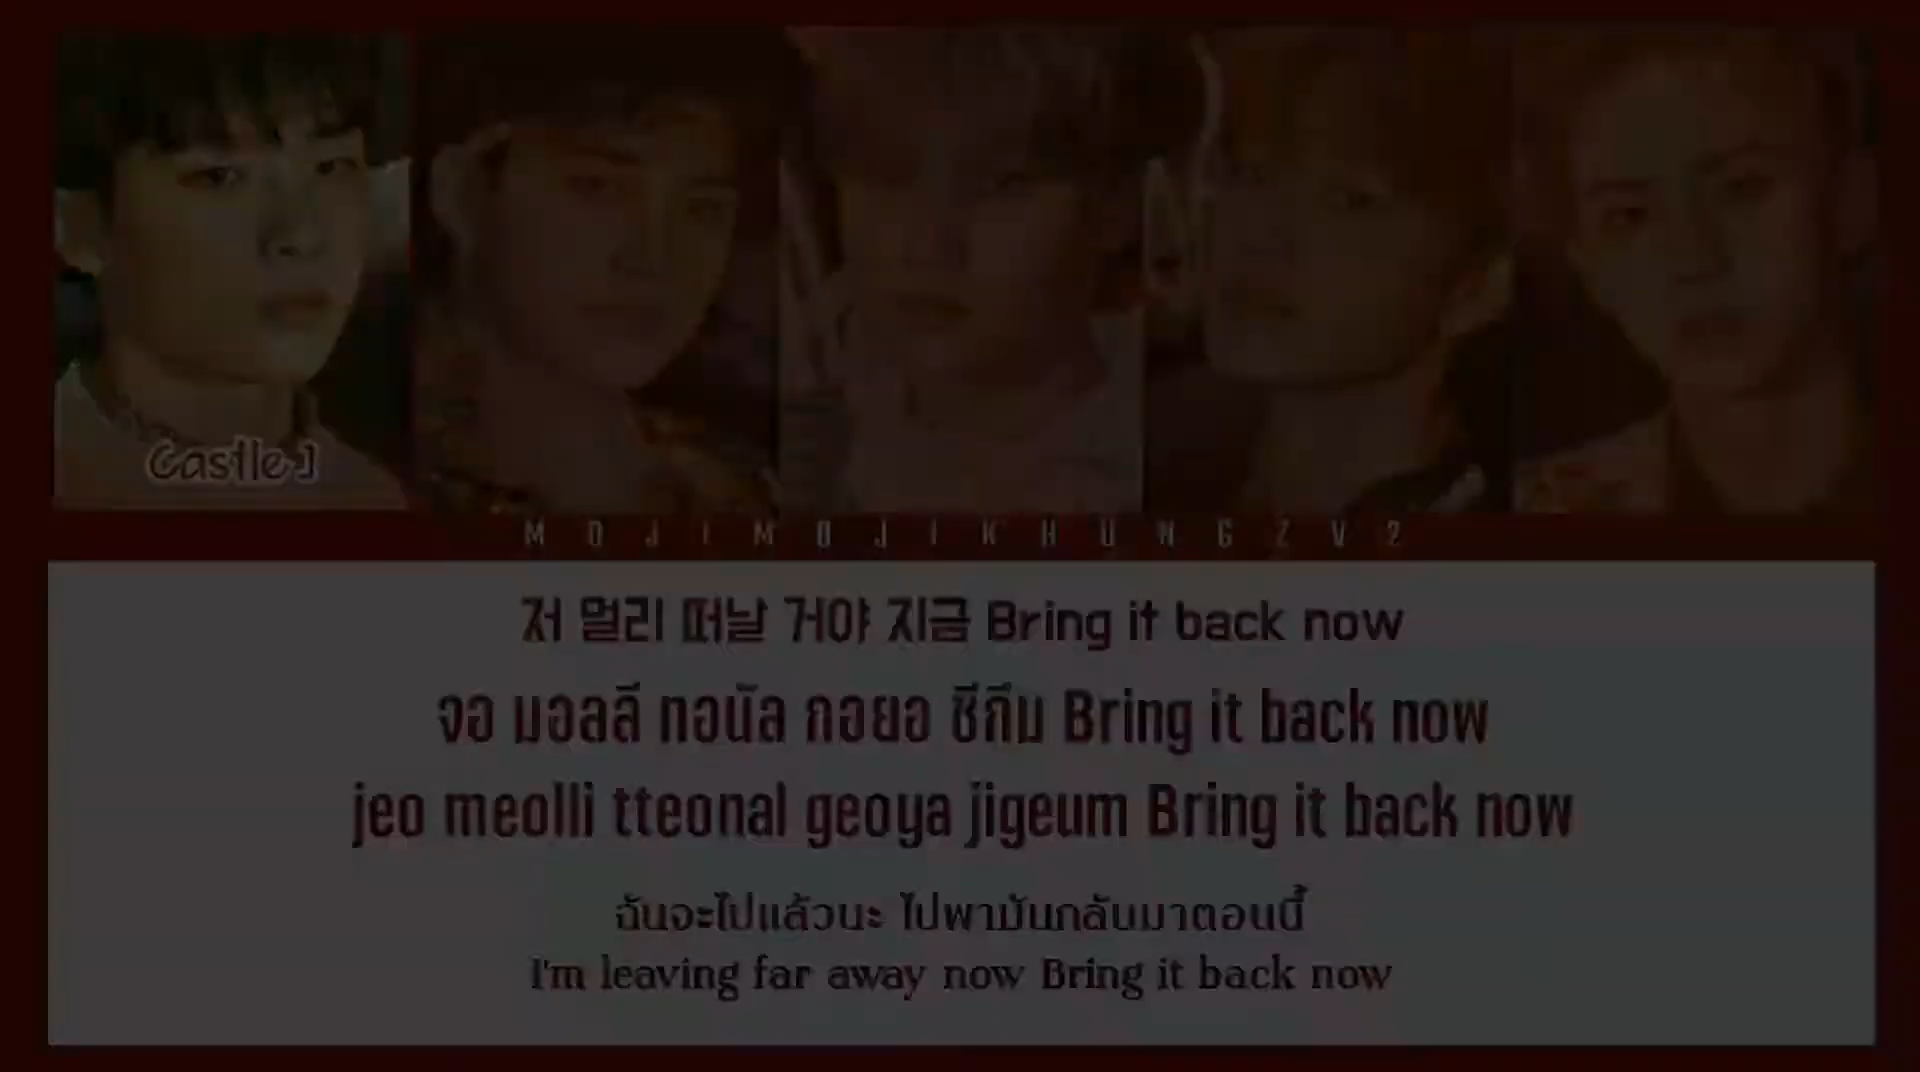 Castle J
MOJIMOJIKHUNGZV2
저 멀리 떠날 거야 지금 Bring it back now
จอ มอลลี ทอนัล กอยอ ชีกึม Bring it back now
jeo meolli tteonal geoya jigeum Bring it back now
ฉันจะไปแล้วนะ ไปพามันกลับมาตอนนี้
I'm leaving far away now Bring it back now